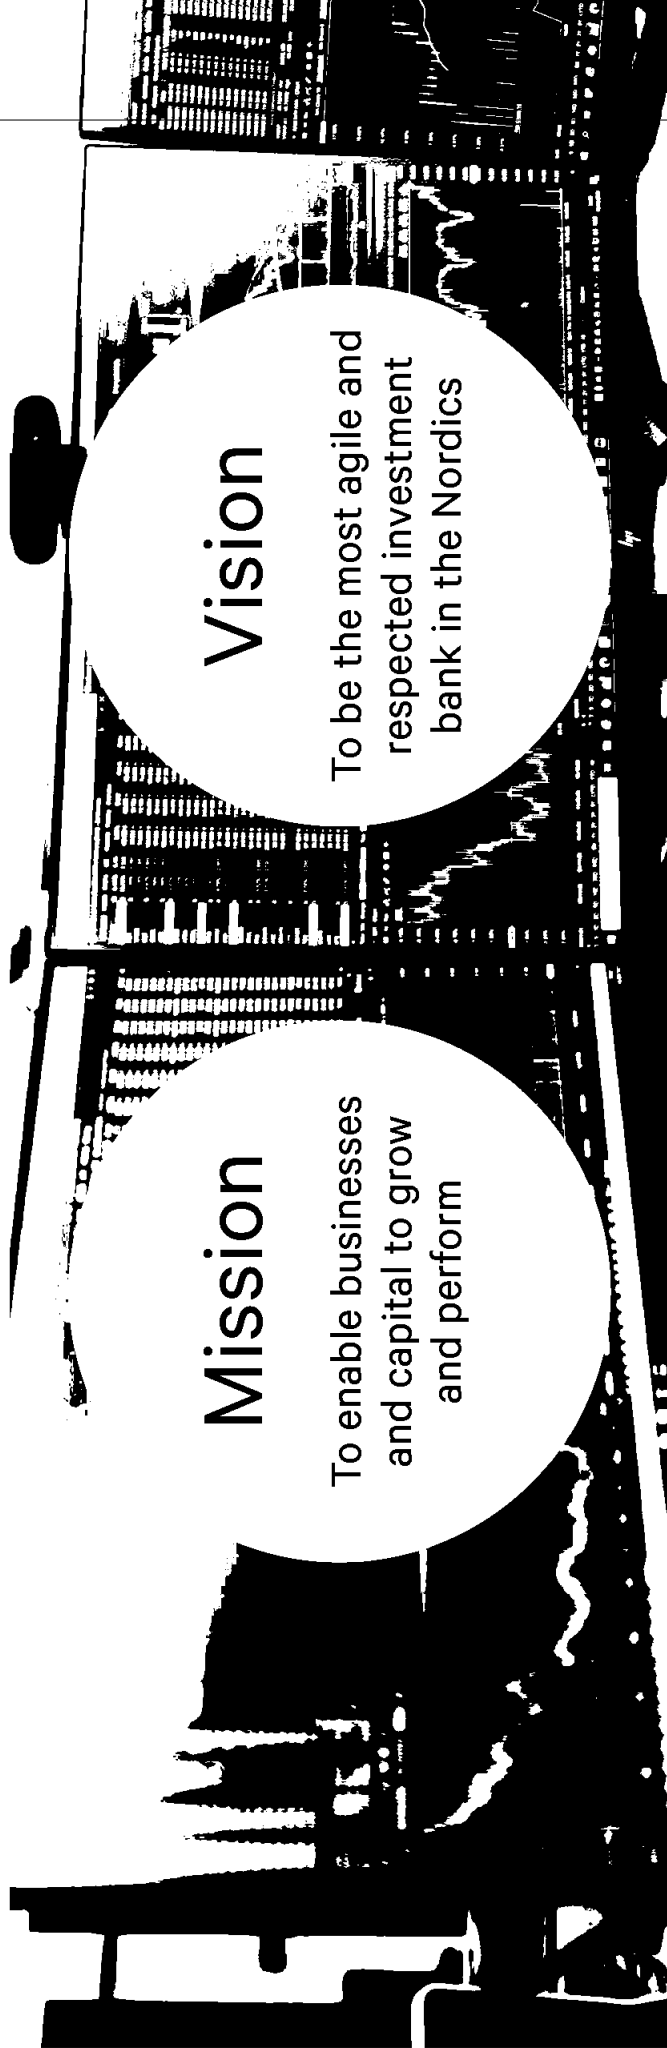 Mission
To enable businesses
and capital to grow
and perform
Vision
To be the most agile and
respected investment
bank in the Nordics
hp